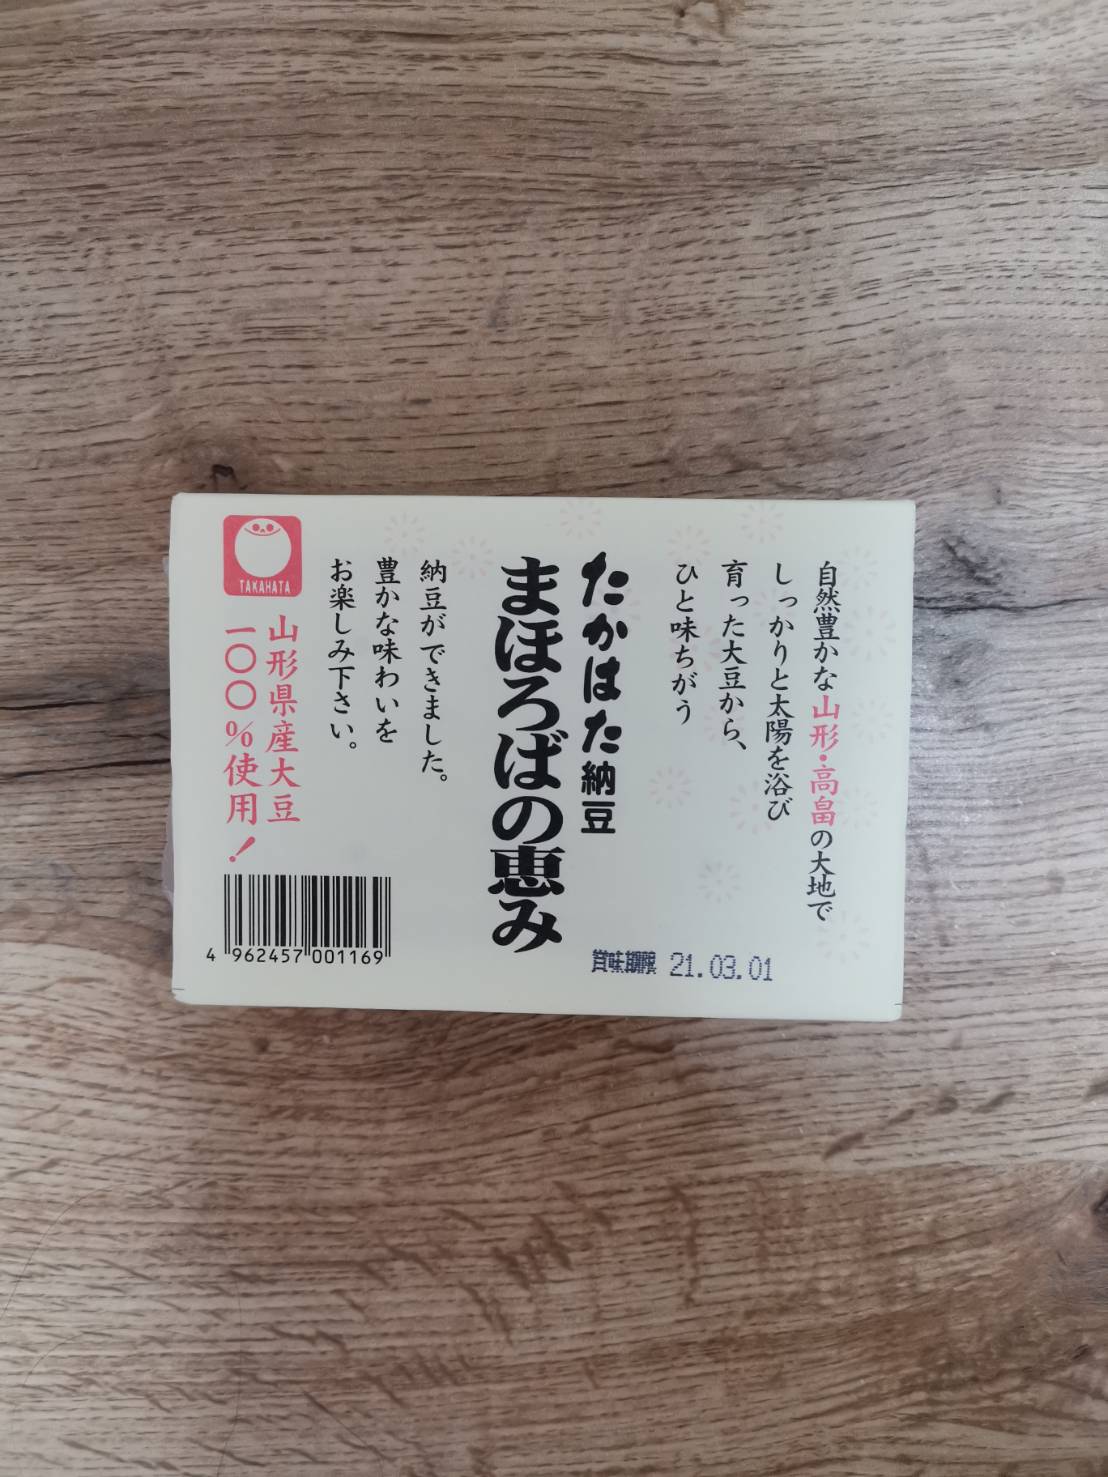 自然豊かな山形・高畠の大地で
しっかりと太陽を浴び
育った大豆から、
ひと味ちがう
たかはた納豆
まほろばの恵み
納豆ができました。
豊かな味わいを
お楽しみ下さい。
TAKAHATA
山形県産大豆
一〇〇％使用！
4 962457 001169
賞味期限 21.03.01